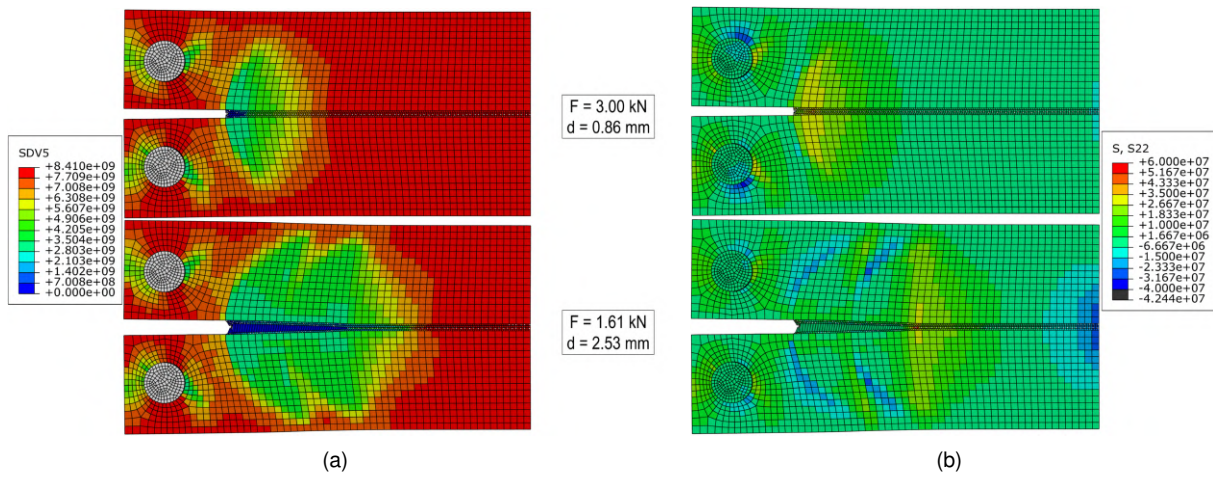 F = 3.00 kN
d = 0.86 mm
SDV5
+8.410e+09
+7.709e+09
+7.008e+09
+6.308e+09
+5.607e+09
+4.906e+09
+4.205e+09
+3.504e+09
+2.803e+09
+2.103e+09
+1.402e+09
+7.008e+08
+0.000e+00
S, S22
+6.000e+07
+5.167e+07
+4.333e+07
+3.500e+07
+2.667e+07
+1.833e+07
+1.000e+07
+1.667e+06
-6.667e+06
-1.500e+07
-2.333e+07
-3.167e+07
-4.000e+07
-4.244e+07
F = 1.61 kN
d = 2.53 mm
(a)
(b)